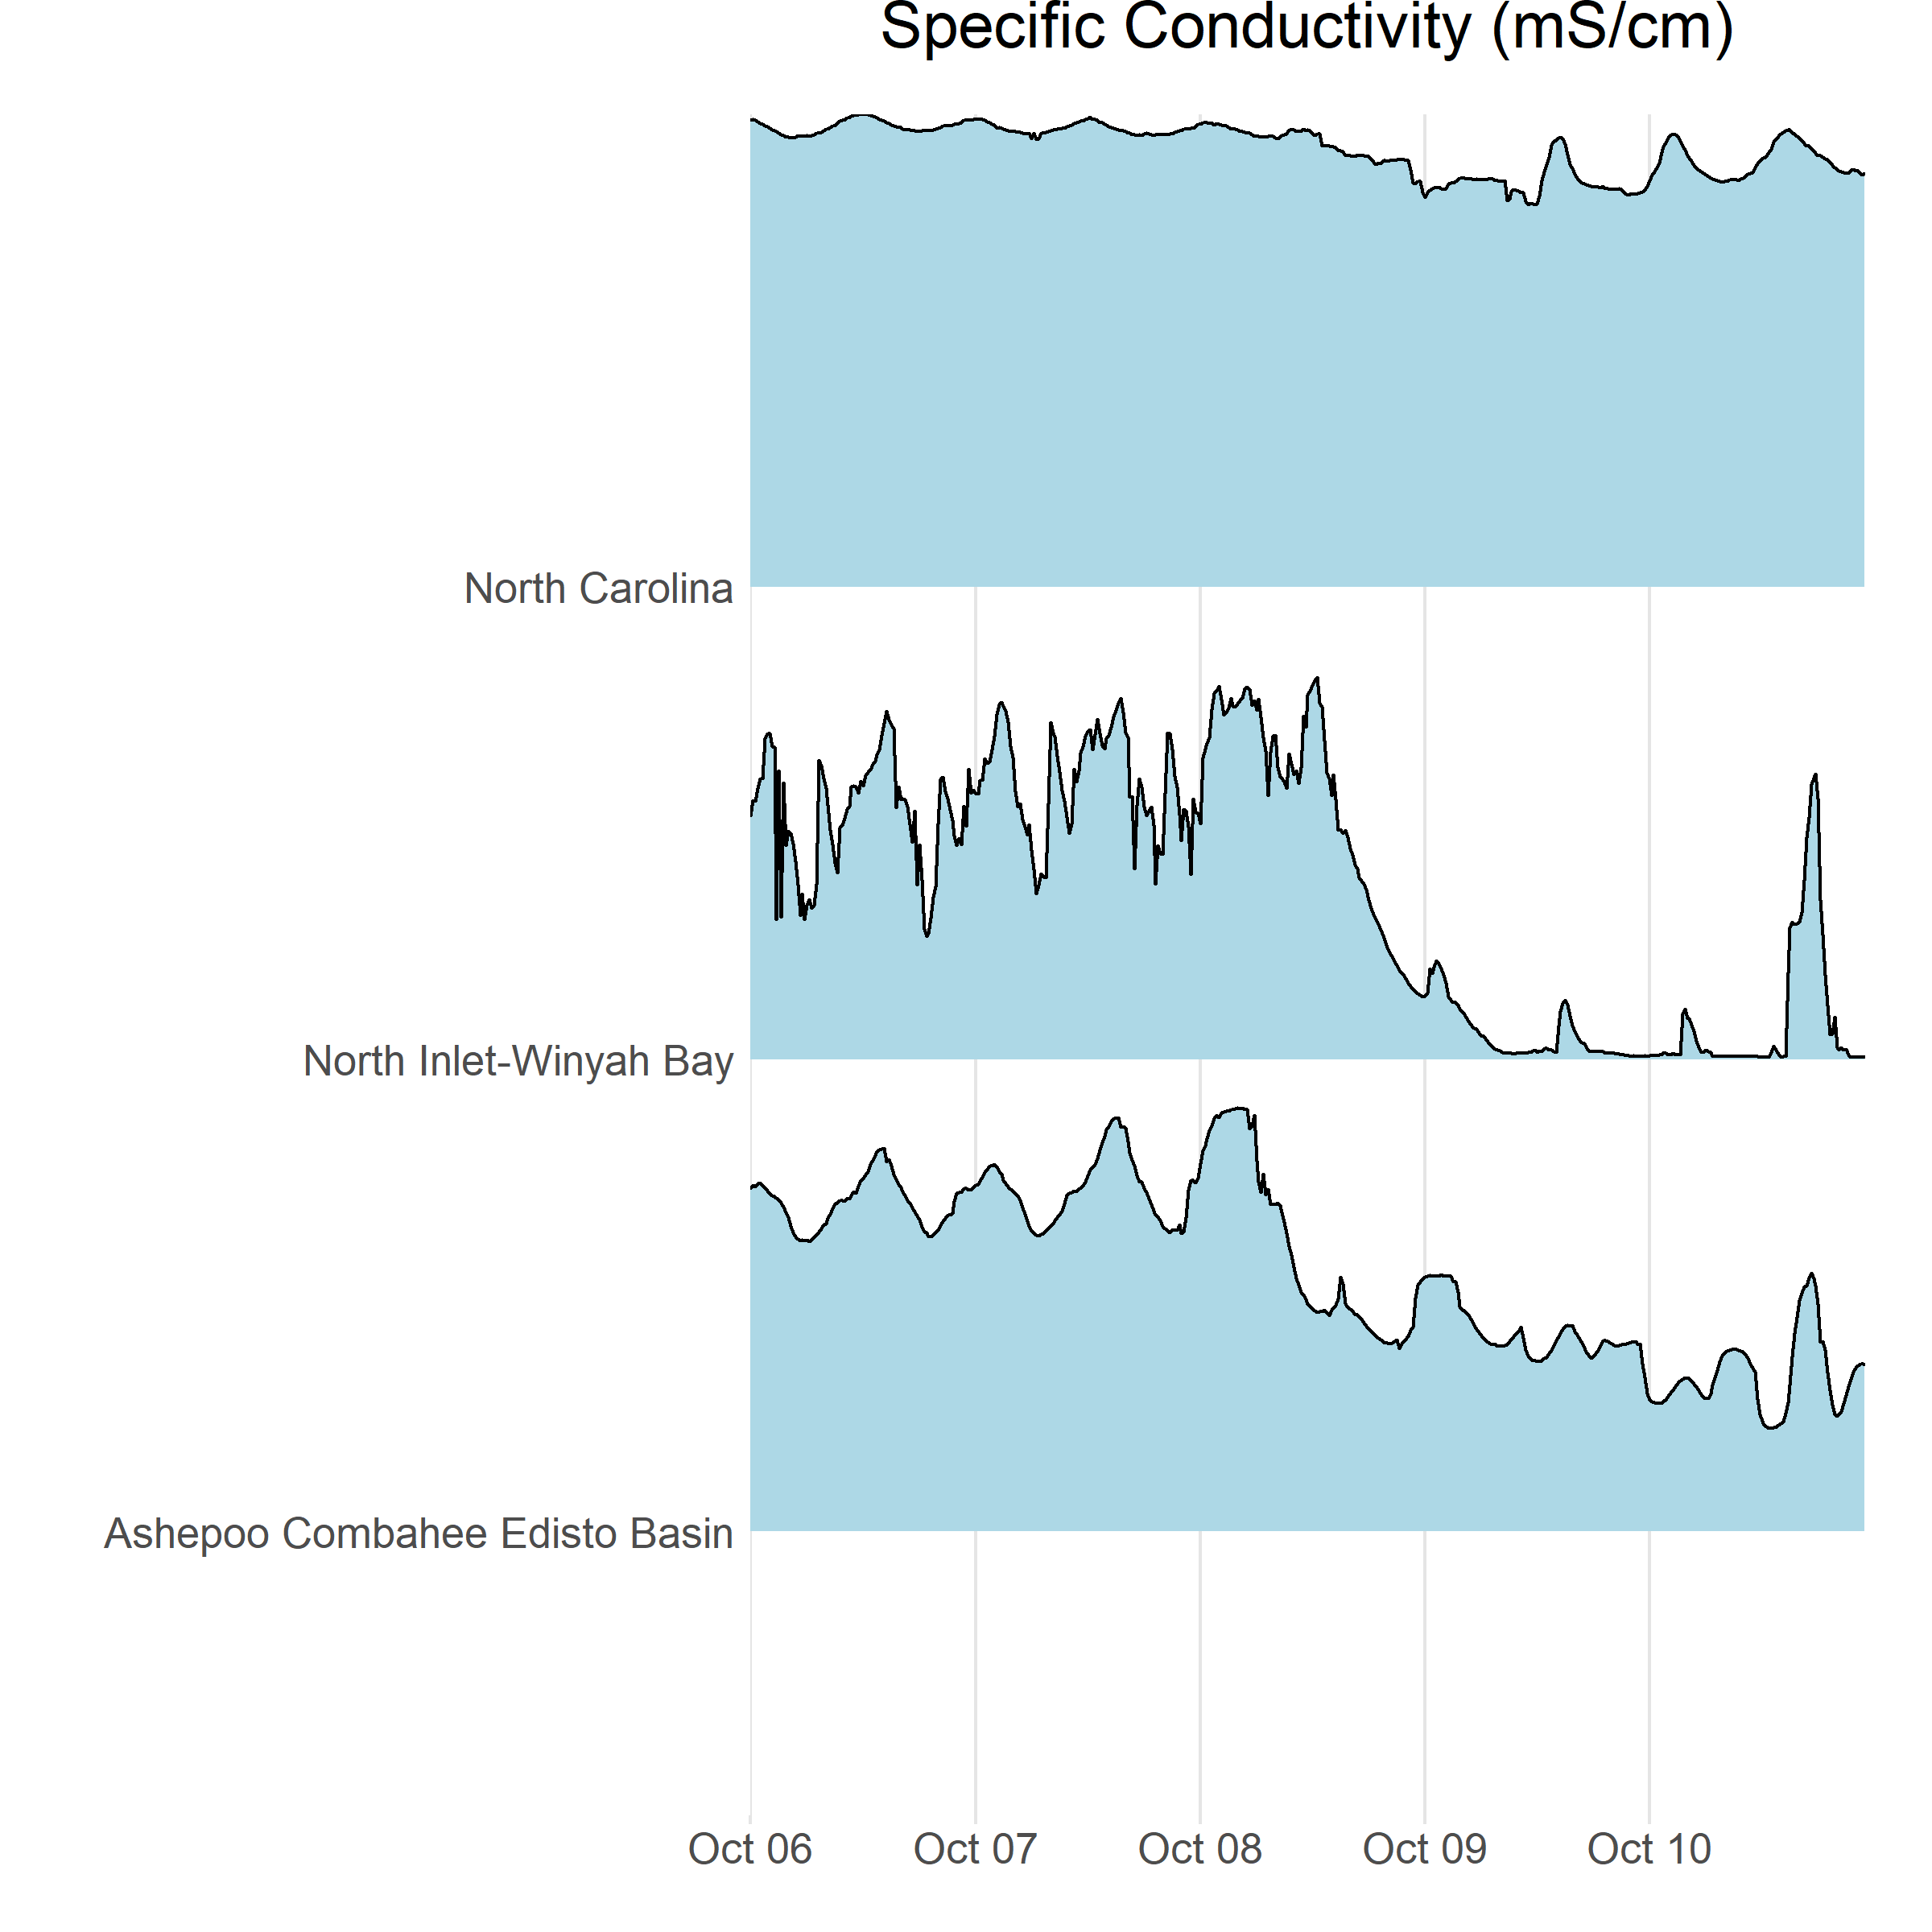 Specific Conductivity (mS/cm)
North Carolina
North Inlet-Winyah Bay
Ashepoo Combahee Edisto Basin
Oct 06 Oct 07 Oct 08 Oct 09 Oct 10